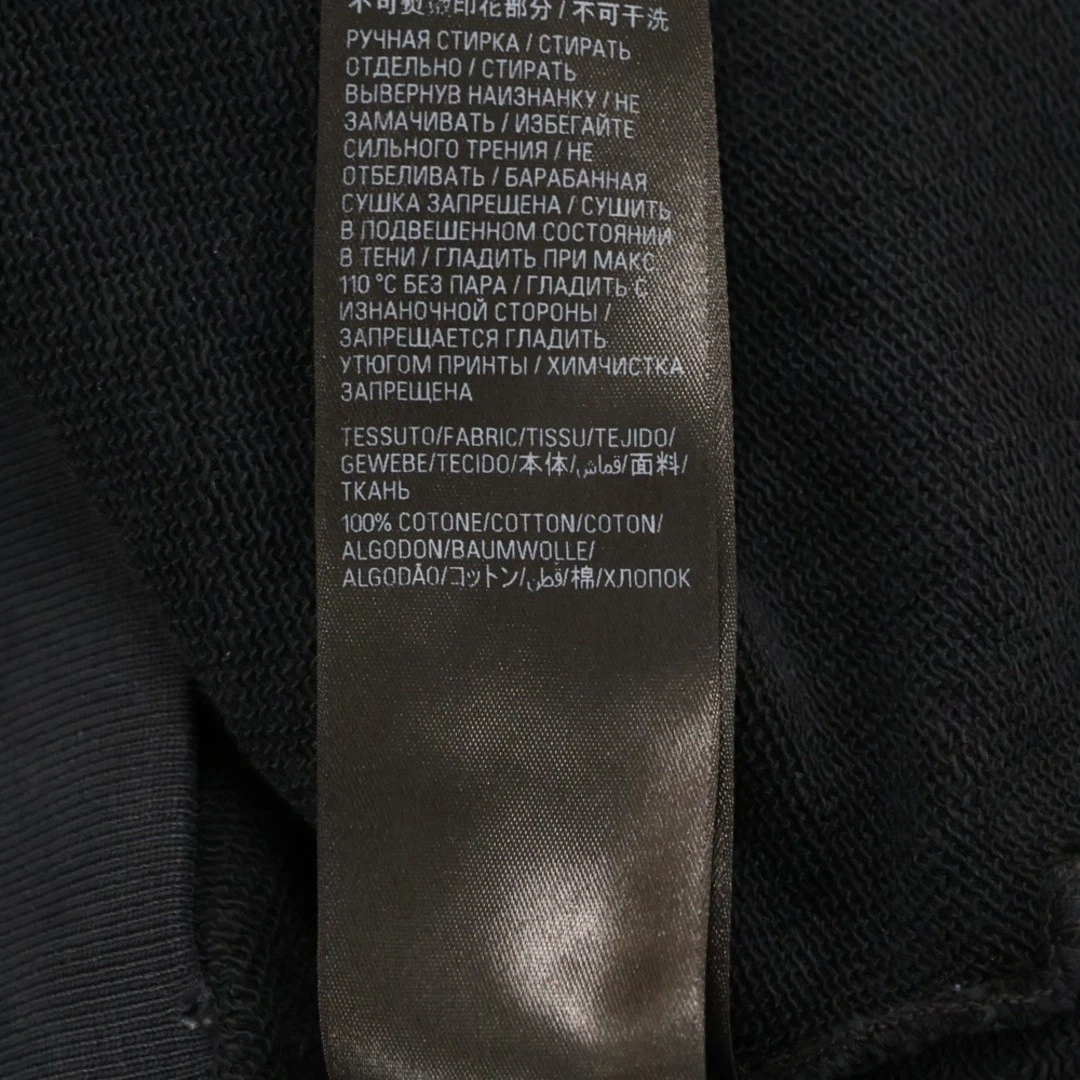 不可熨烫印花部分 / 不可干洗
РУЧНАЯ СТИРКА / СТИРАТЬ
ОТДЕЛЬНО / СТИРАТЬ
ВЫВЕРНУВ НАИЗНАНКУ / НЕ
ЗАМАЧИВАТЬ / ИЗБЕГАЙТЕ
СИЛЬНОГО ТРЕНИЯ / НЕ
ОТБЕЛИВАТЬ / БАРАБАННАЯ
СУШКА ЗАПРЕЩЕНА / СУШИТЬ
В ПОДВЕШЕННОМ СОСТОЯНИИ
В ТЕНИ / ГЛАДИТЬ ПРИ МАКС.
110 °C БЕЗ ПАРА / ГЛАДИТЬ С
ИЗНАНОЧНОЙ СТОРОНЫ /
ЗАПРЕЩАЕТСЯ ГЛАДИТЬ
УТЮГОМ ПРИНТЫ / ХИМЧИСТКА
ЗАПРЕЩЕНА
TESSUTO/FABRIC/TISSU/TEJIDO/
GEWEBE/TECIDO/本体/قماش/面料/
ТКАНЬ
100% COTONE/COTTON/COTON/
ALGODON/BAUMWOLLE/
ALGODÃO/コットン/قطن/棉/ХЛОПОК